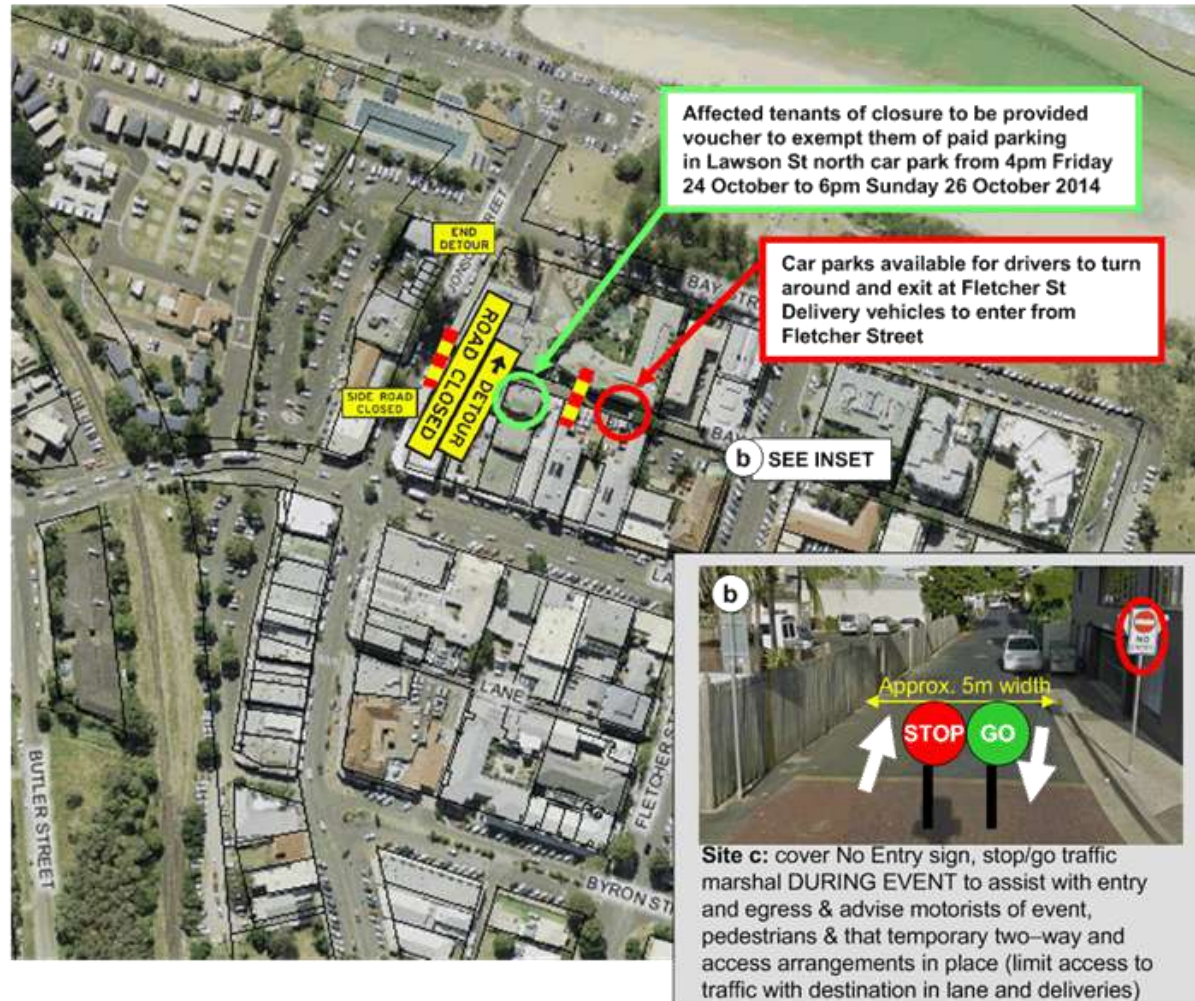 Affected tenants of closure to be provided
voucher to exempt them of paid parking
in Lawson St north car park from 4pm Friday
24 October to 6pm Sunday 26 October 2014
END
DETOUR
STREET
Car parks available for drivers to turn
around and exit at Fletcher St
Delivery vehicles to enter from
Fletcher Street
BAY
ROAD CLOSED
DETOUR
SIDE ROAD
CLOSED
BAY
b SEE INSET
LANE
BUTLER STREET
BYRON
b
NO
Approx. 5m width
STOP GO
Site c: cover No Entry sign, stop/go traffic
marshal DURING EVENT to assist with entry
and egress & advise motorists of event,
pedestrians & that temporary two–way and
access arrangements in place (limit access to
traffic with destination in lane and deliveries)